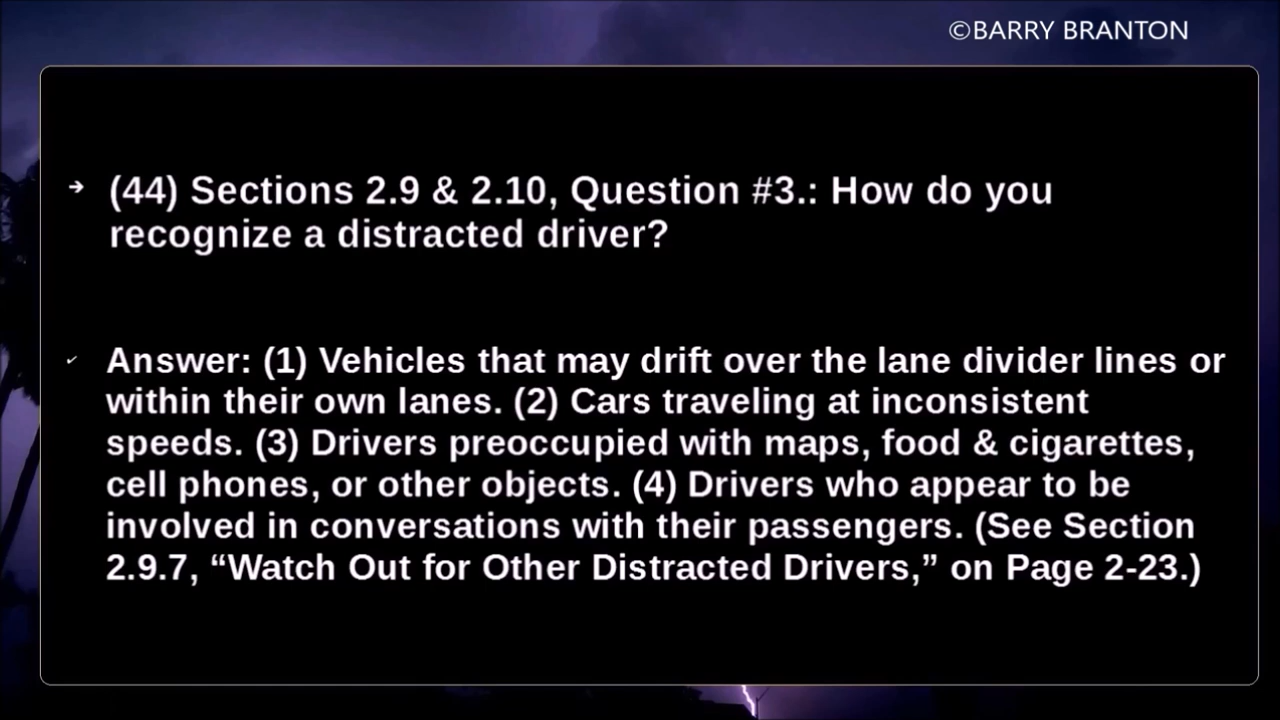 ©BARRY BRANTON
(44) Sections 2.9 & 2.10, Question #3.: How do you
recognize a distracted driver?
Answer: (1) Vehicles that may drift over the lane divider lines or
within their own lanes. (2) Cars traveling at inconsistent
speeds. (3) Drivers preoccupied with maps, food & cigarettes,
cell phones, or other objects. (4) Drivers who appear to be
involved in conversations with their passengers. (See Section
2.9.7, “Watch Out for Other Distracted Drivers,” on Page 2-23.)